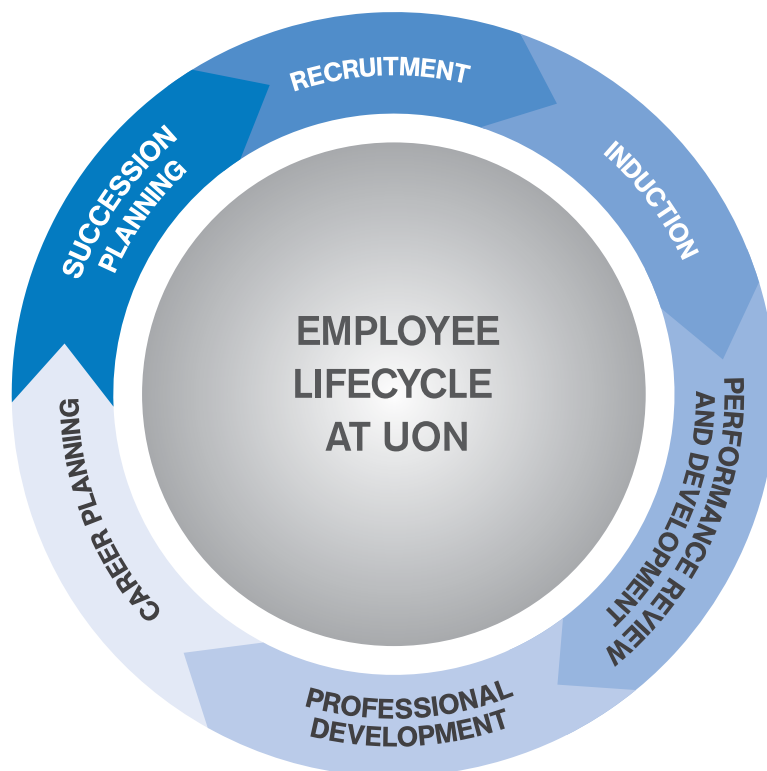 RECRUITMENT
INDUCTION
PERFORMANCE REVIEW
AND DEVELOPMENT
PROFESSIONAL
DEVELOPMENT
CAREER PLANNING
SUCCESSION
PLANNING
EMPLOYEE
LIFECYCLE
AT UON